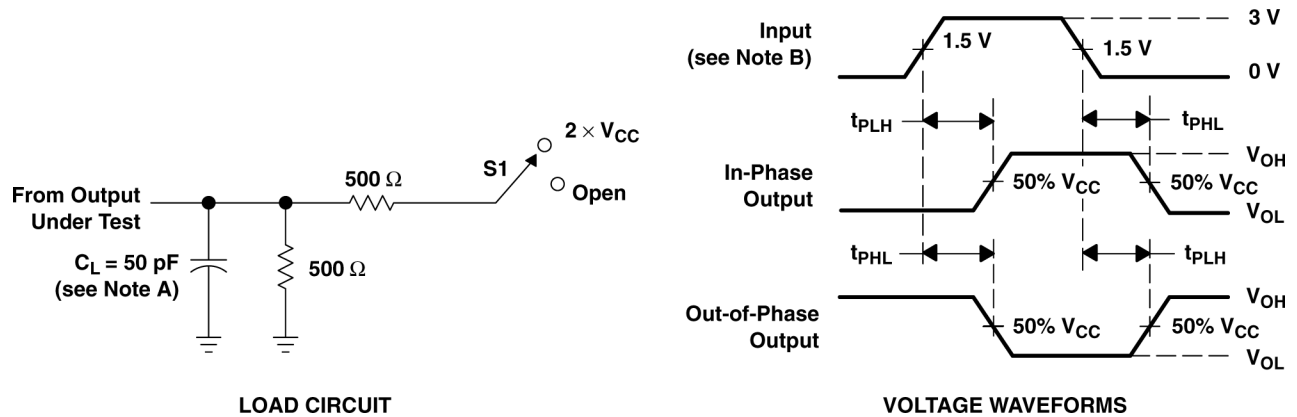 From Output
Under Test
C_L = 50 pF
(see Note A)
500 Ω
500 Ω
S1
2 × V_CC
Open
LOAD CIRCUIT
Input
(see Note B)
1.5 V
1.5 V
3 V
0 V
t_PLH
t_PHL
In-Phase
Output
50% V_CC
50% V_CC
V_OH
V_OL
t_PHL
t_PLH
Out-of-Phase
Output
50% V_CC
50% V_CC
V_OH
V_OL
VOLTAGE WAVEFORMS